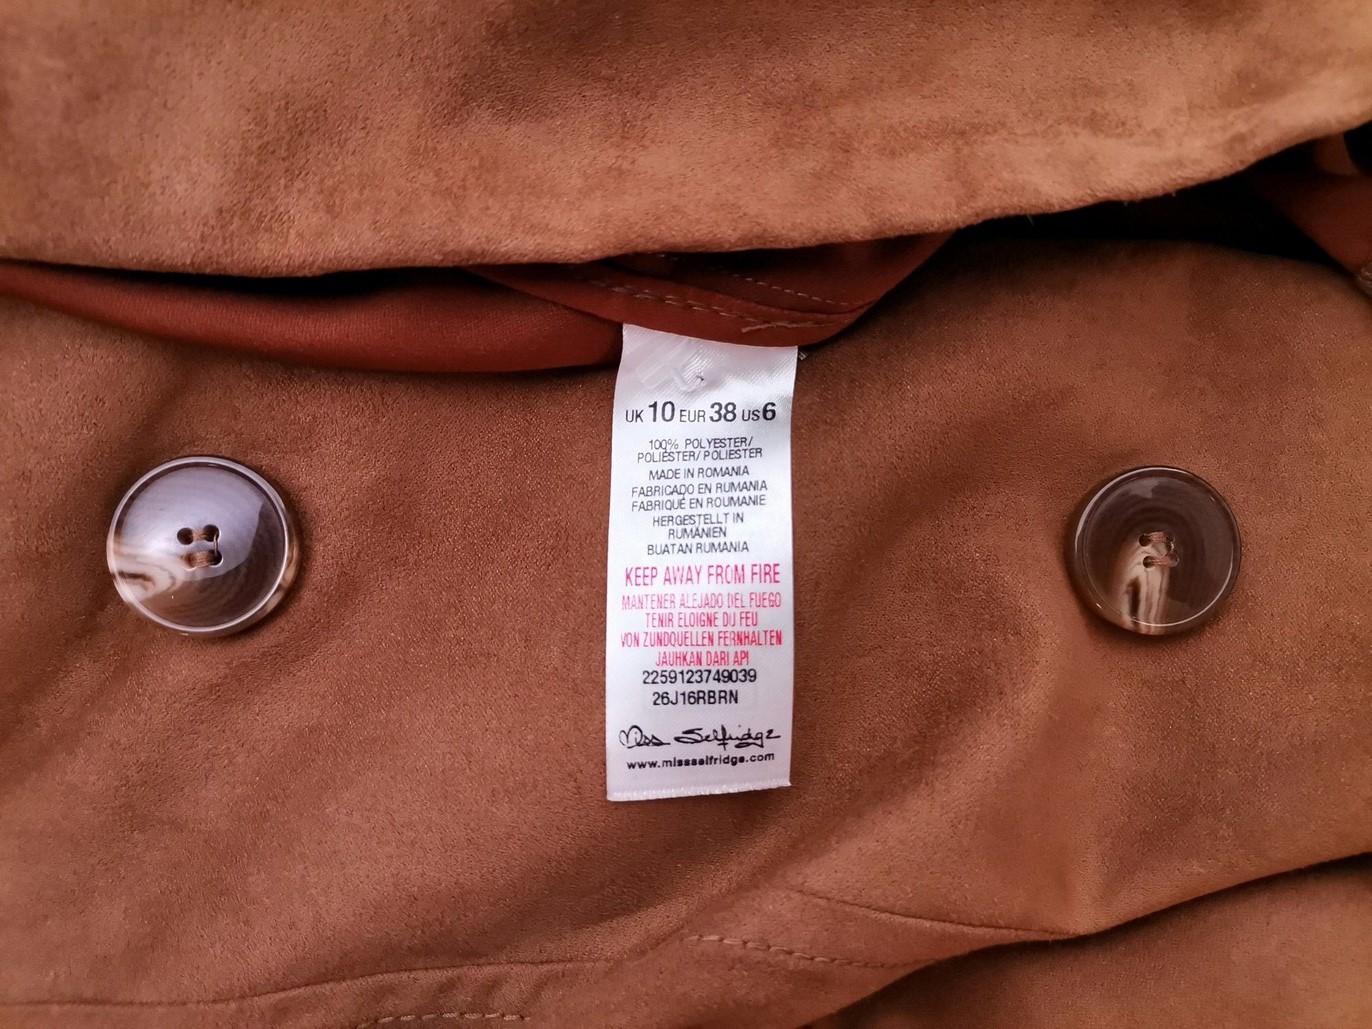 UK 10 EUR 38 US 6
100% POLYESTER/
POLIÉSTER/ POLIESTER
MADE IN ROMANIA
FABRICADO EN RUMANIA
FABRIQUÉ EN ROUMANIE
HERGESTELLT IN
RUMÄNIEN
BUATAN RUMANIA
KEEP AWAY FROM FIRE
MANTENER ALEJADO DEL FUEGO
TENIR ELOIGNE DU FEU
VON ZUNDQUELLEN FERNHALTEN
JAUHKAN DARI API
2259123749039
26J16RBRN
Miss Selfridge
www.missselfridge.com